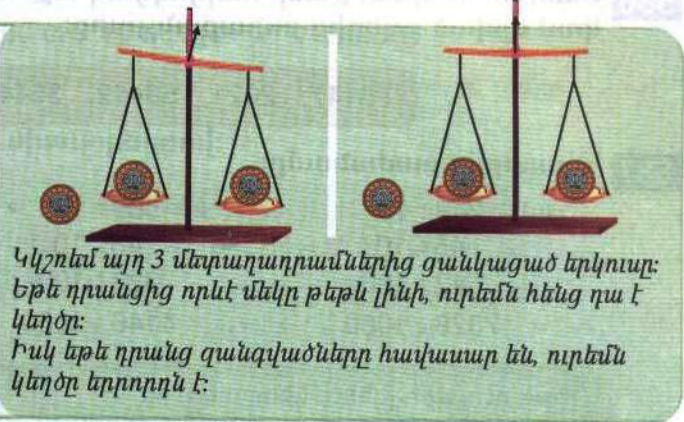 Կկշռեմ այդ 3 մետաղադրամներից ցանկացած երկուսը:
Եթե դրանցից որևէ մեկը թեթև լինի, ուրեմն հենց դա է
կեղծը:
Իսկ եթե դրանց զանգվածները հավասար են, ուրեմն
կեղծը երրորդն է: